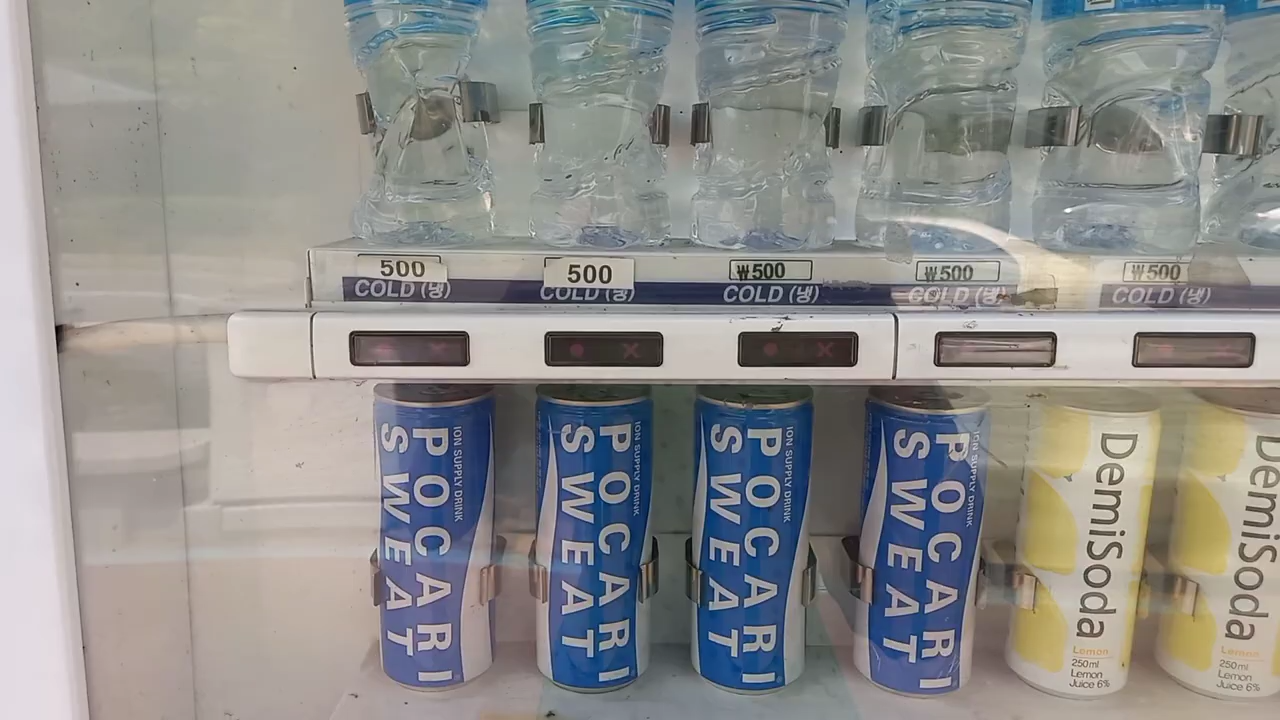 500
500
₩500
₩500
₩500
COLD (냉)
COLD (냉)
COLD (냉)
COLD (냉)
COLD (냉)
ION SUPPLY DRINK
POCARI
SWEAT
ION SUPPLY DRINK
POCARI
SWEAT
ION SUPPLY DRINK
POCARI
SWEAT
ION SUPPLY DRINK
POCARI
SWEAT
DemiSoda
Lemon
250ml
Lemon
Juice 6%
DemiSoda
Lemon
250ml
Lemon
Juice 6%